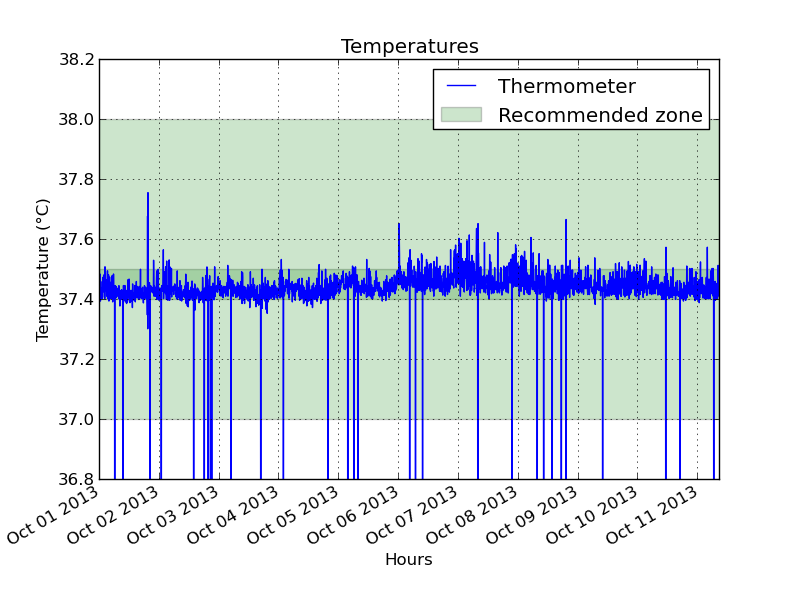 Temperatures
38.2
38.0
37.8
37.6
37.4
37.2
37.0
36.8
Temperature (°C)
Thermometer
Recommended zone
Oct 01 2013
Oct 02 2013
Oct 03 2013
Oct 04 2013
Oct 05 2013
Oct 06 2013
Oct 07 2013
Oct 08 2013
Oct 09 2013
Oct 10 2013
Oct 11 2013
Hours